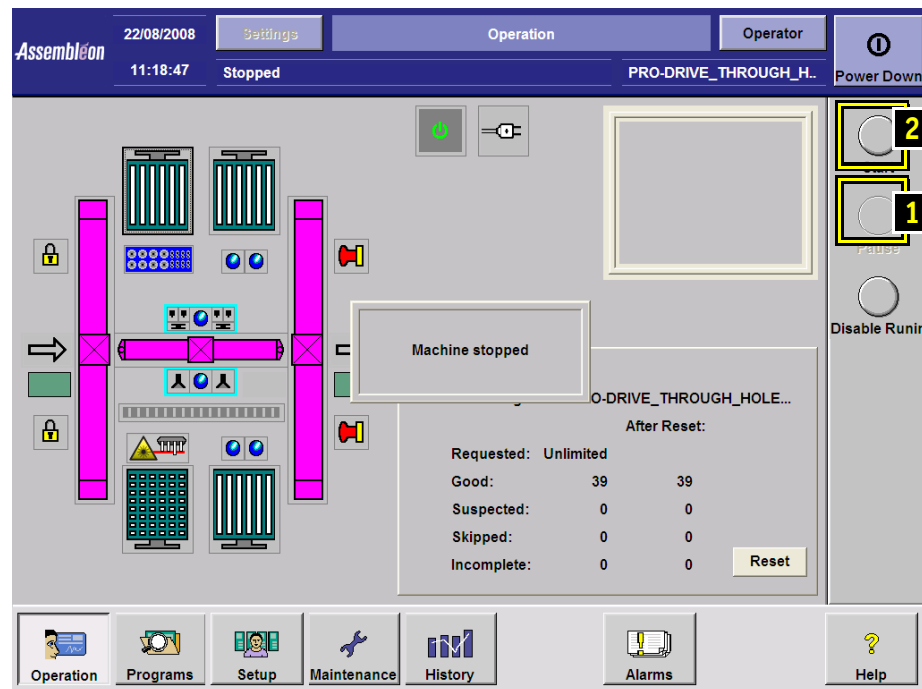 Assembléon
22/08/2008
11:18:47
Settings
Operation
Operator
Stopped
PRO-DRIVE_THROUGH_H..
Power Down
2
Start
1
Pause
Disable Runin
Machine stopped
O-DRIVE_THROUGH_HOLE...
After Reset:
Requested: Unlimited
Good: 39 39
Suspected: 0 0
Skipped: 0 0
Incomplete: 0 0
Reset
Operation
Programs
Setup
Maintenance
History
Alarms
Help